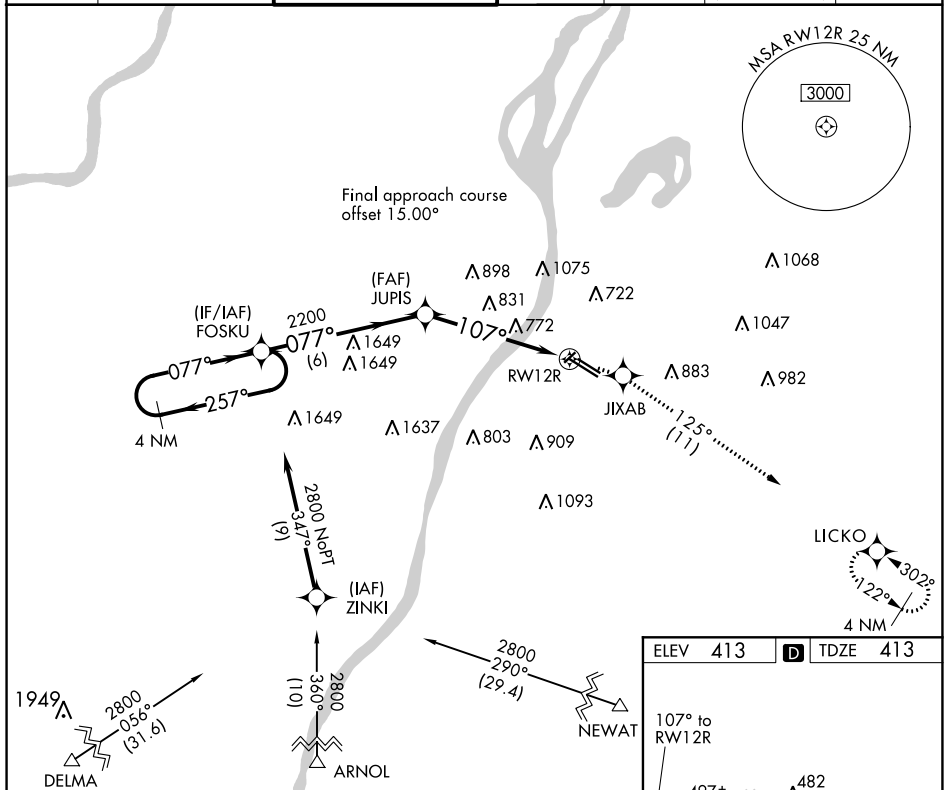 MSA RW12R 25 NM
3000
Final approach course
offset 15.00°
(FAF)
JUPIS
(IF/IAF)
FOSKU
2200
077°
(6)
077°
257°
4 NM
107°
RW12R
JIXAB
125°
(11)
898
1075
831
722
772
1068
1047
1649
1649
883
982
1649
1637
803
909
1093
2800 NoPT
347°
(9)
(IAF)
ZINKI
LICKO
302°
122°
4 NM
2800
360°
(10)
ARNOL
2800
290°
(29.4)
NEWAT
1949
2800
056°
(31.6)
DELMA
ELEV 413 D TDZE 413
107° to
RW12R
482